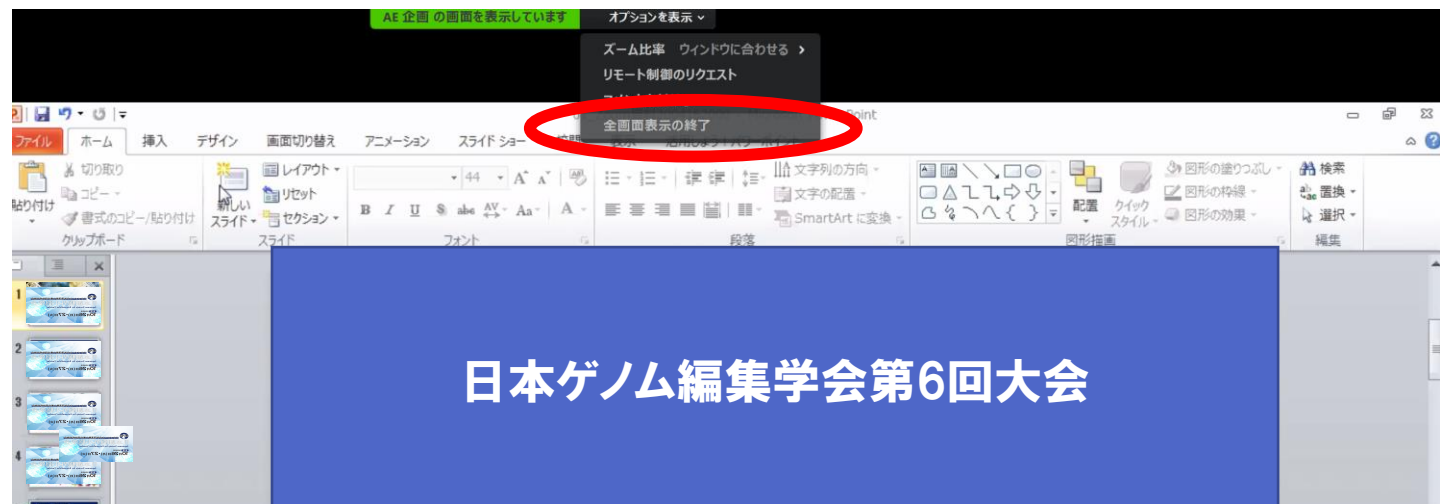 AE 企画 の画面を表示しています オプションを表示
ズーム比率 ウィンドウに合わせる
リモート制御のリクエスト
全画面表示の終了
Point
ファイル ホーム 挿入 デザイン 画面切り替え アニメーション スライド ショー
切り取り
コピー
書式のコピー/貼り付け
貼り付け
クリップボード
新しい
スライド
レイアウト
リセット
セクション
スライド
44 A A
B I U S abc AV Aa A
フォント
文字列の方向
文字の配置
SmartArt に変換
段落
配置
クイック
スタイル
図形の塗りつぶし
図形の枠線
図形の効果
図形描画
検索
置換
選択
編集
1
2
3
4
日本ゲノム編集学会第6回大会